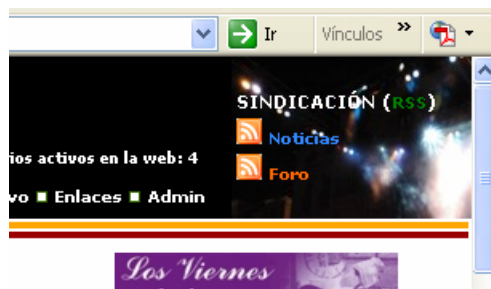 Ir Vínculos »
SINDICACIÓN (RSS)
Noticias
ios activos en la web: 4
Foro
vo Enlaces Admin
Los Viernes